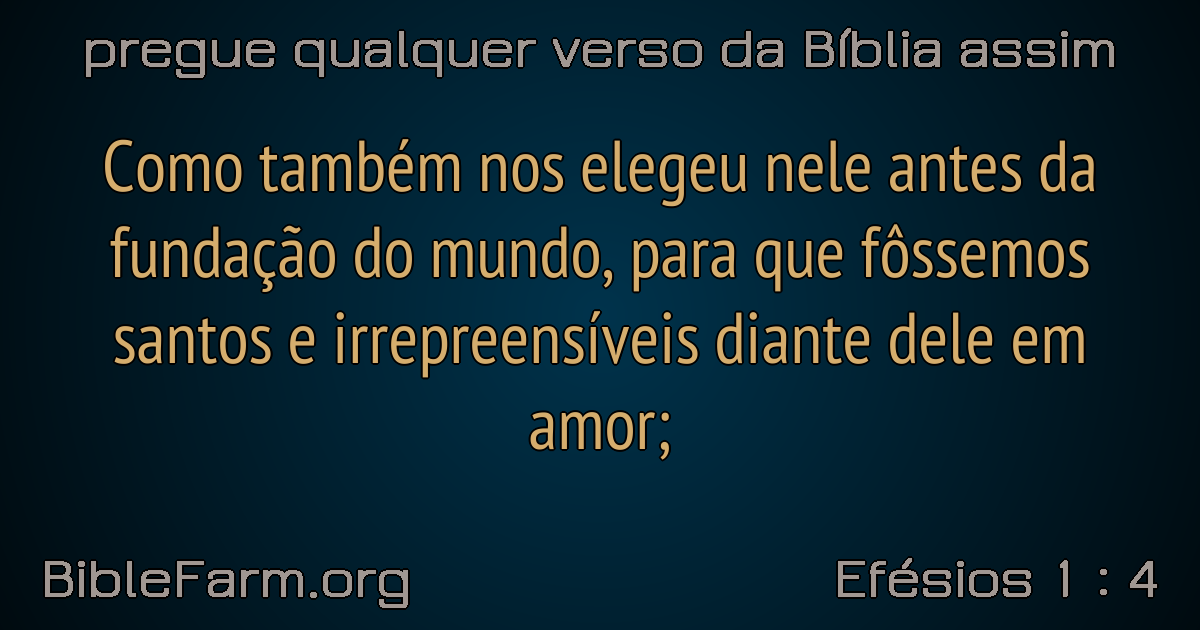 pregue qualquer verso da Bíblia assim
Como também nos elegeu nele antes da
fundação do mundo, para que fôssemos
santos e irrepreensíveis diante dele em
amor;
BibleFarm.org
Efésios 1 : 4